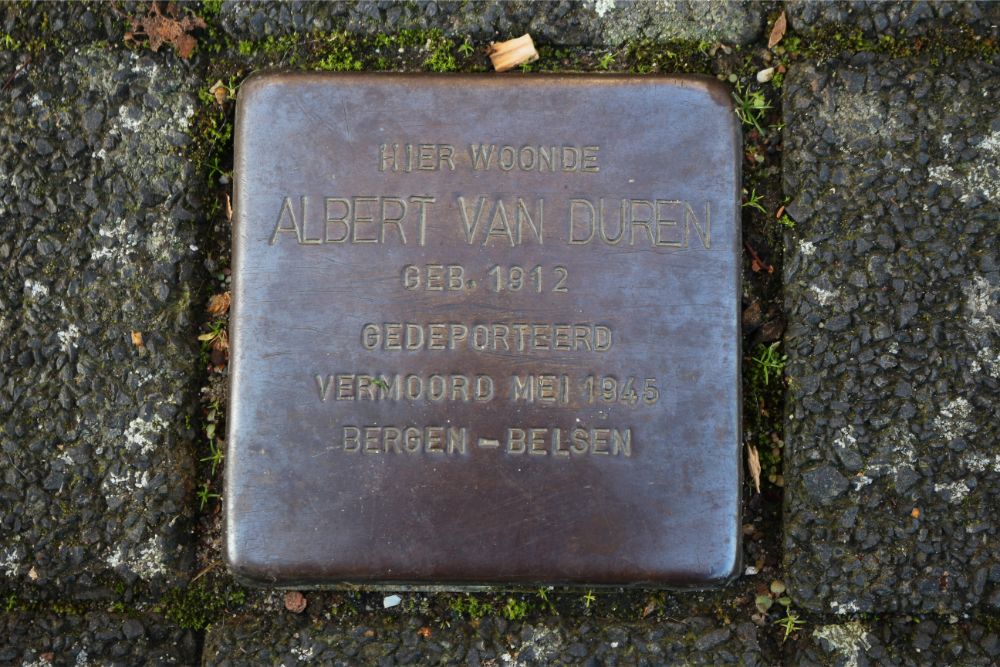 HIER WOONDE
ALBERT VAN DUREN
GEB. 1912
GEDEPORTEERD
VERMOORD MEI 1945
BERGEN - BELSEN